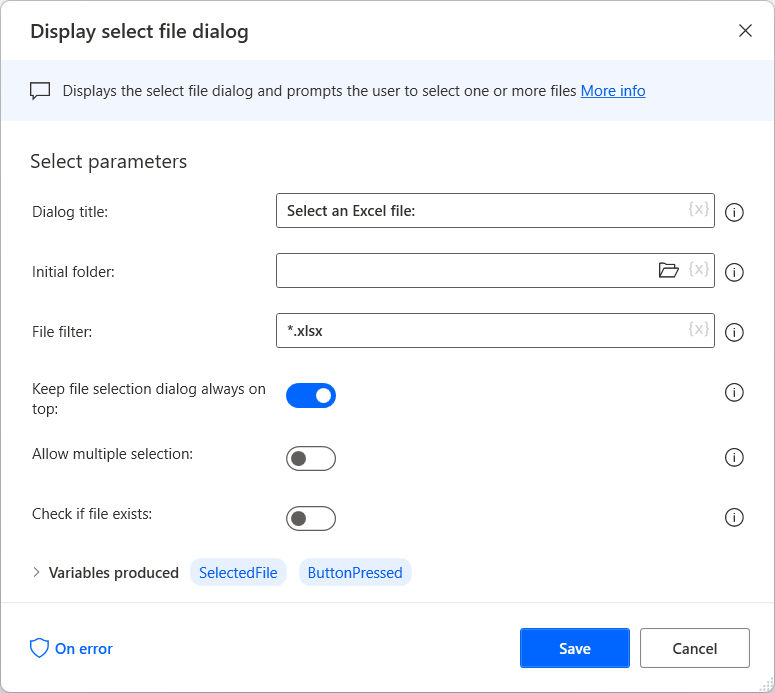 Display select file dialog
Displays the select file dialog and prompts the user to select one or more files More info
Select parameters
Dialog title:
Select an Excel file:
{x}
Initial folder:
{x}
File filter:
*.xlsx
{x}
Keep file selection dialog always on
top:
Allow multiple selection:
Check if file exists:
Variables produced SelectedFile ButtonPressed
On error
Save
Cancel